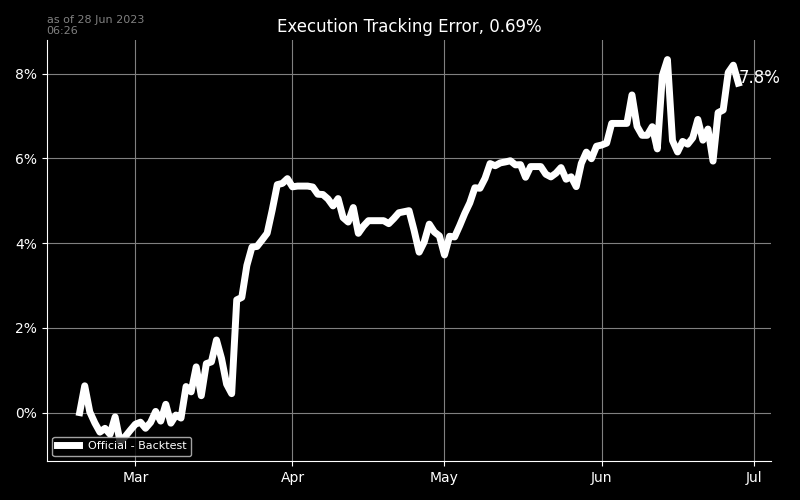 as of 28 Jun 2023
06:26
Execution Tracking Error, 0.69%
8%
7.8%
6%
4%
2%
0%
Official - Backtest
Mar Apr May Jun Jul